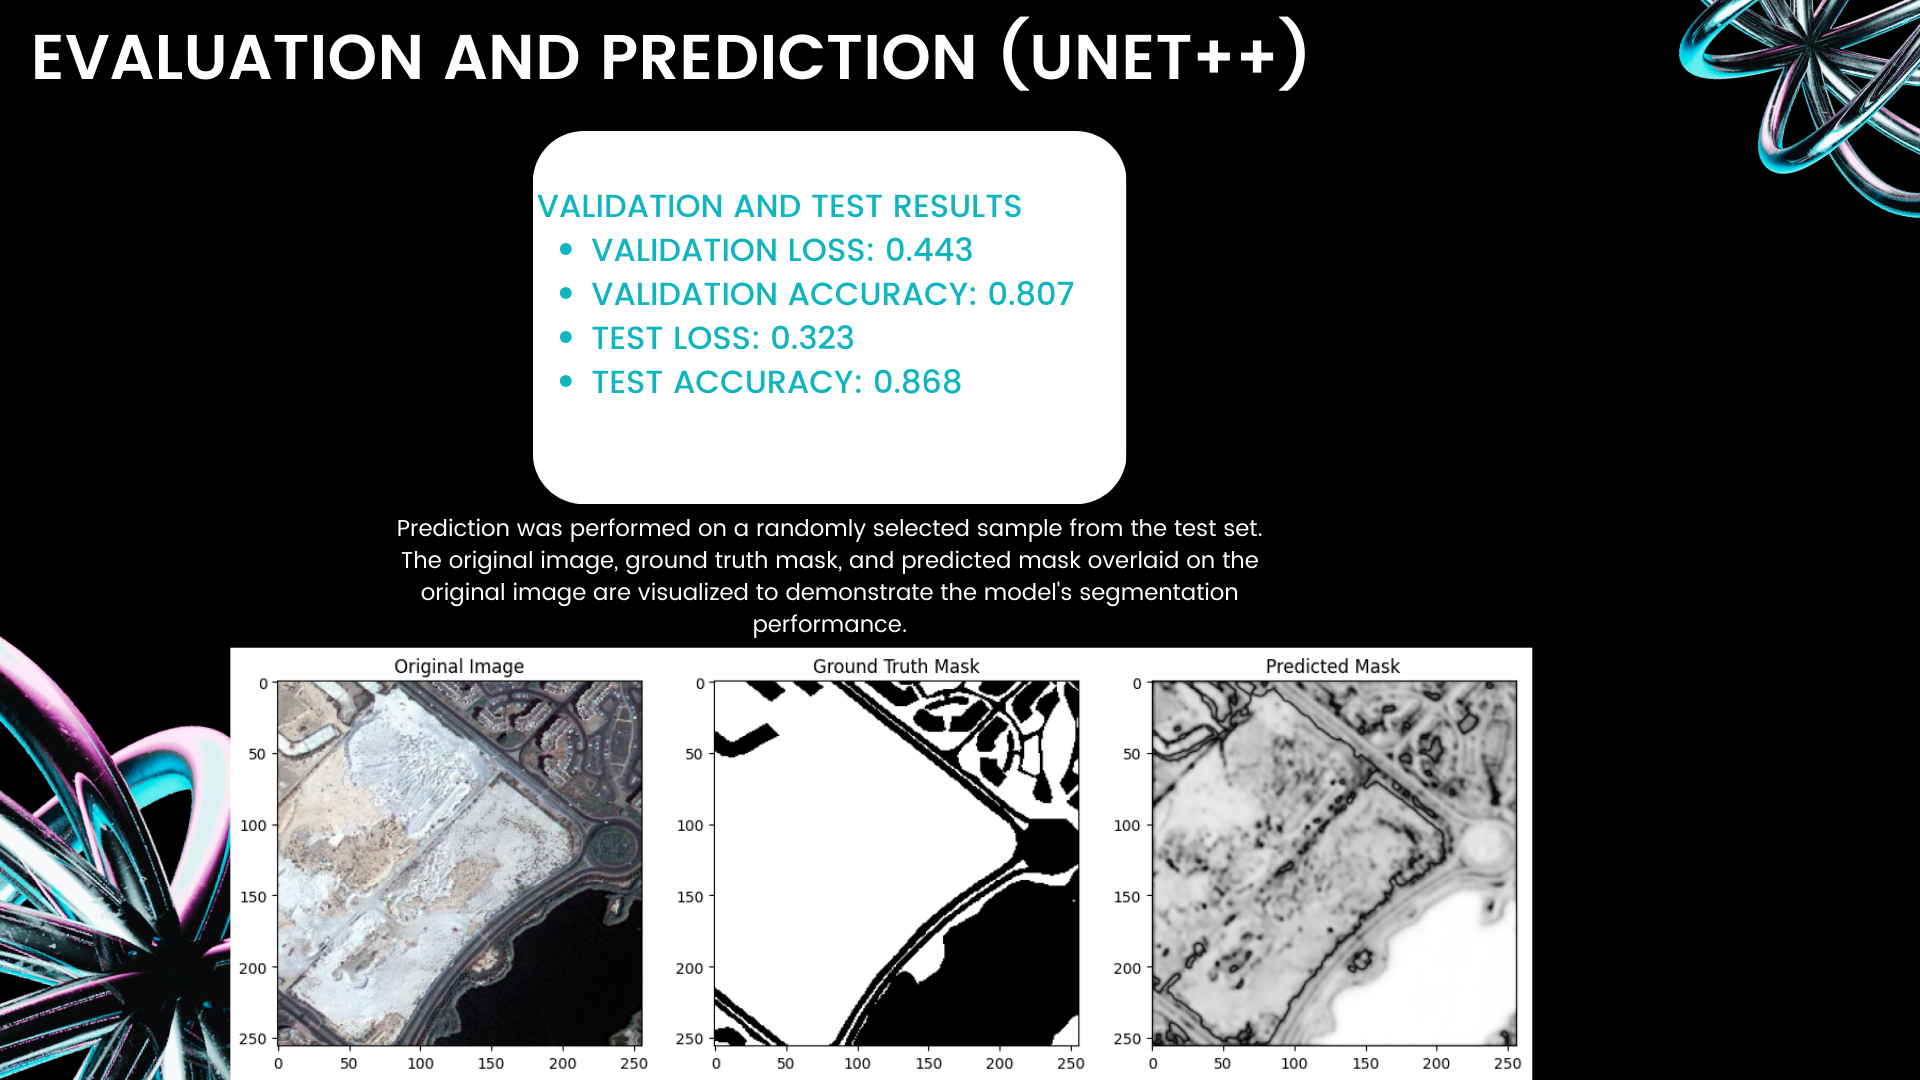 EVALUATION AND PREDICTION (UNET++)
VALIDATION AND TEST RESULTS
• VALIDATION LOSS: 0.443
• VALIDATION ACCURACY: 0.807
• TEST LOSS: 0.323
• TEST ACCURACY: 0.868
Prediction was performed on a randomly selected sample from the test set.
The original image, ground truth mask, and predicted mask overlaid on the
original image are visualized to demonstrate the model's segmentation
performance.
Original Image
0
50
100
150
200
250
0 50 100 150 200 250
Ground Truth Mask
0
50
100
150
200
250
0 50 100 150 200 250
Predicted Mask
0
50
100
150
200
250
0 50 100 150 200 250